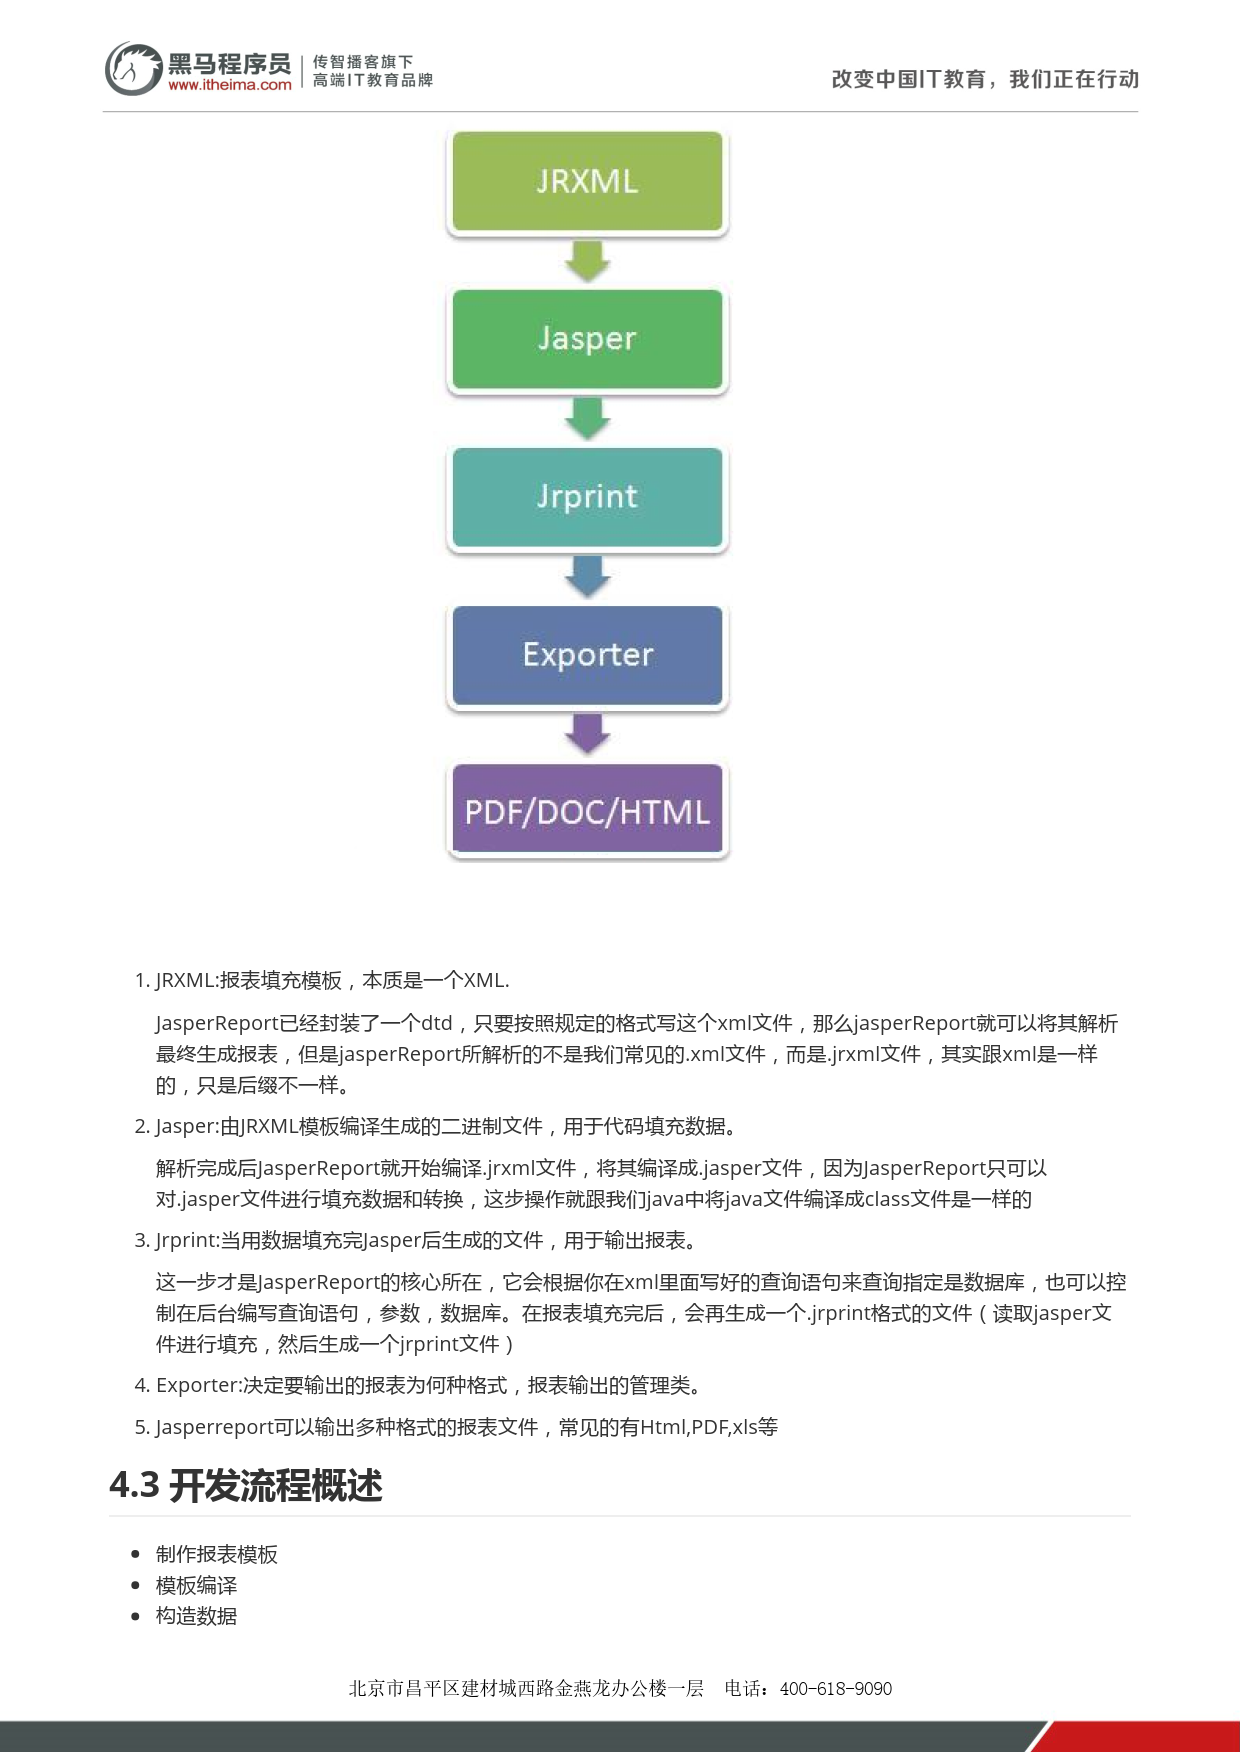 黑马程序员
www.itheima.com
传智播客旗下
高端IT教育品牌
改变中国IT教育，我们正在行动
JRXML
Jasper
Jrprint
Exporter
PDF/DOC/HTML
1. JRXML:报表填充模板，本质是一个XML.
JasperReport已经封装了一个dtd，只要按照规定的格式写这个xml文件，那么jasperReport就可以将其解析
最终生成报表，但是jasperReport所解析的不是我们常见的.xml文件，而是.jrxml文件，其实跟xml是一样
的，只是后缀不一样。
2. Jasper:由JRXML模板编译生成的二进制文件，用于代码填充数据。
解析完成后JasperReport就开始编译.jrxml文件，将其编译成.jasper文件，因为JasperReport只可以
对.jasper文件进行填充数据和转换，这步操作就跟我们java中将java文件编译成class文件是一样的
3. Jrprint:当用数据填充完Jasper后生成的文件，用于输出报表。
这一步才是JasperReport的核心所在，它会根据你在xml里面写好的查询语句来查询指定是数据库，也可以控
制在后台编写查询语句，参数，数据库。在报表填充完后，会再生成一个.jrprint格式的文件（读取jasper文
件进行填充，然后生成一个jrprint文件）
4. Exporter:决定要输出的报表为何种格式，报表输出的管理类。
5. Jasperreport可以输出多种格式的报表文件，常见的有Html,PDF,xls等
4.3 开发流程概述
• 制作报表模板
• 模板编译
• 构造数据
北京市昌平区建材城西路金燕龙办公楼一层 电话：400-618-9090